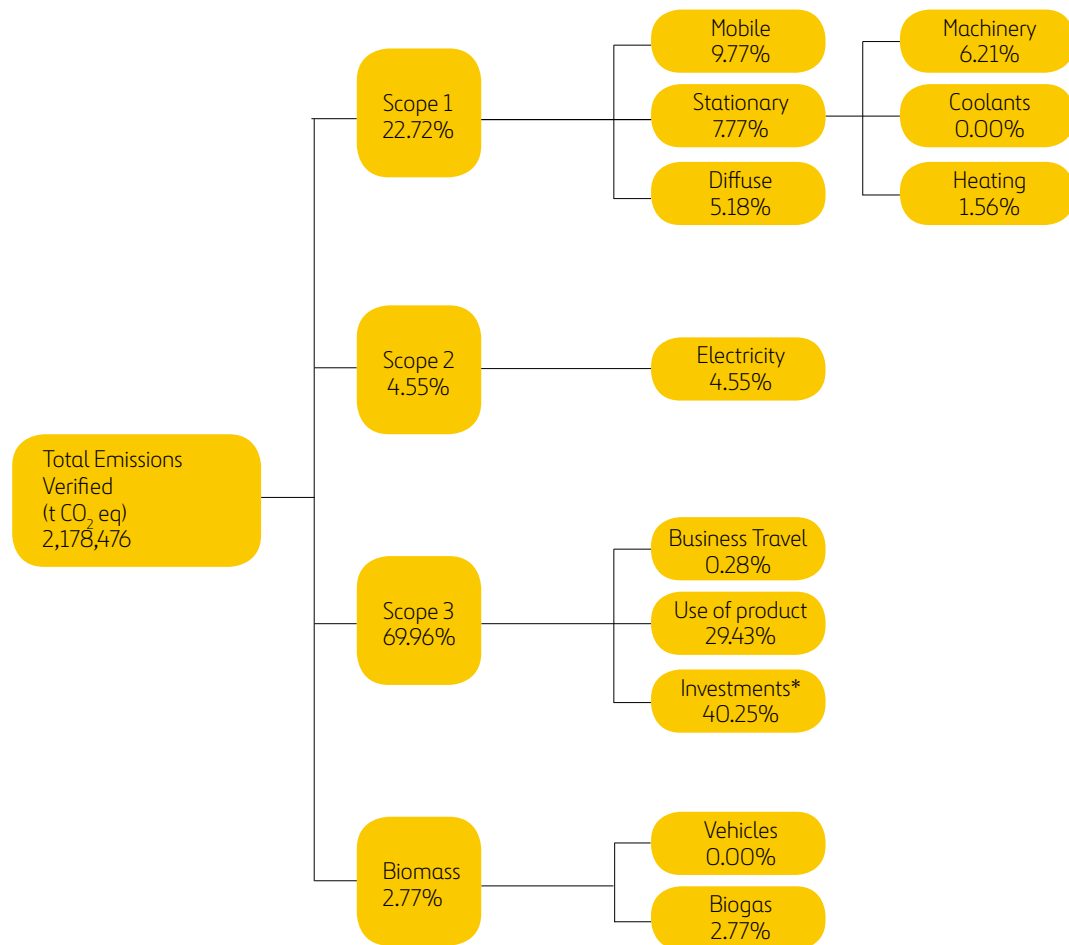 Total Emissions
Verified
(t CO₂ eq)
2,178,476
Scope 1
22.72%
Mobile
9.77%
Stationary
7.77%
Diffuse
5.18%
Machinery
6.21%
Coolants
0.00%
Heating
1.56%
Scope 2
4.55%
Electricity
4.55%
Scope 3
69.96%
Business Travel
0.28%
Use of product
29.43%
Investments*
40.25%
Biomass
2.77%
Vehicles
0.00%
Biogas
2.77%